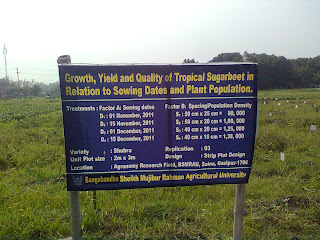 Growth, Yield and Quality of Tropical Sugarbeet in
Relation to Sowing Dates and Plant Population.
Treatments : Factor A: Sowing dates
D₁: 01 November, 2011
D₂: 15 November, 2011
D₃: 01 December, 2011
D₄: 15 December, 2011
Factor B: Spacing/Population Density
S₁ : 50 cm x 25 cm = 80, 000
S₂ : 50 cm x 20 cm = 1,00, 000
S₃ : 40 cm x 20 cm = 1,25, 000
S₄ : 40 cm x 18 cm = 1,38, 000
Variety : Shubra
Unit Plot size : 2m x 3m
Replication : 03
Design : Strip Plot Design
Location : Agronomy Research Field, BSMRAU, Salna, Gazipur-1706
Bangabandhu Sheikh Mujibur Rahman Agricultural University